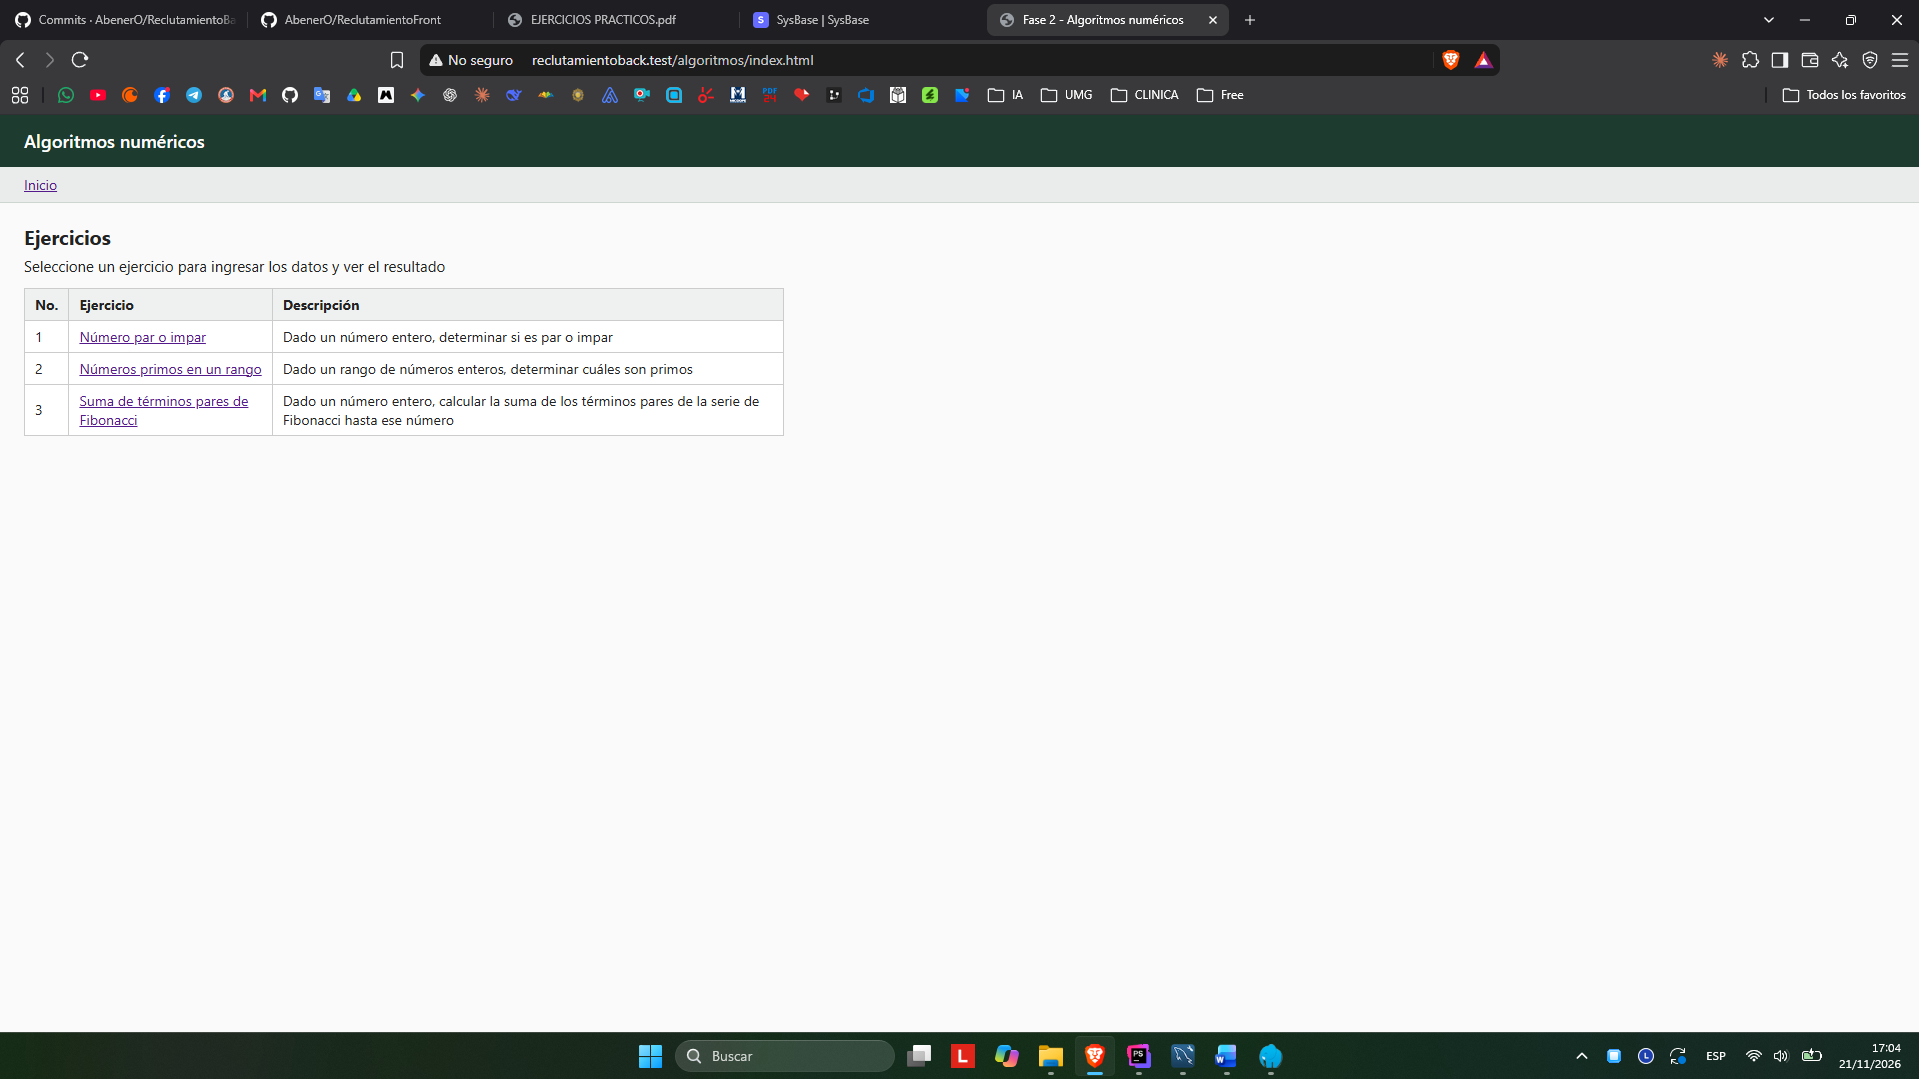 Commits · AbenerO/ReclutamientoBa
AbenerO/ReclutamientoFront
EJERCICIOS PRACTICOS.pdf
SysBase | SysBase
Fase 2 - Algoritmos numéricos
No seguro
reclutamientoback.test/algoritmos/index.html
IA
UMG
CLINICA
Free
Todos los favoritos
Algoritmos numéricos
Inicio
Ejercicios
Seleccione un ejercicio para ingresar los datos y ver el resultado
No. Ejercicio Descripción
1 Número par o impar Dado un número entero, determinar si es par o impar
2 Números primos en un rango Dado un rango de números enteros, determinar cuáles son primos
3 Suma de términos pares de Fibonacci Dado un número entero, calcular la suma de los términos pares de la serie de
Fibonacci hasta ese número
Buscar
ESP
17:04
21/11/2026